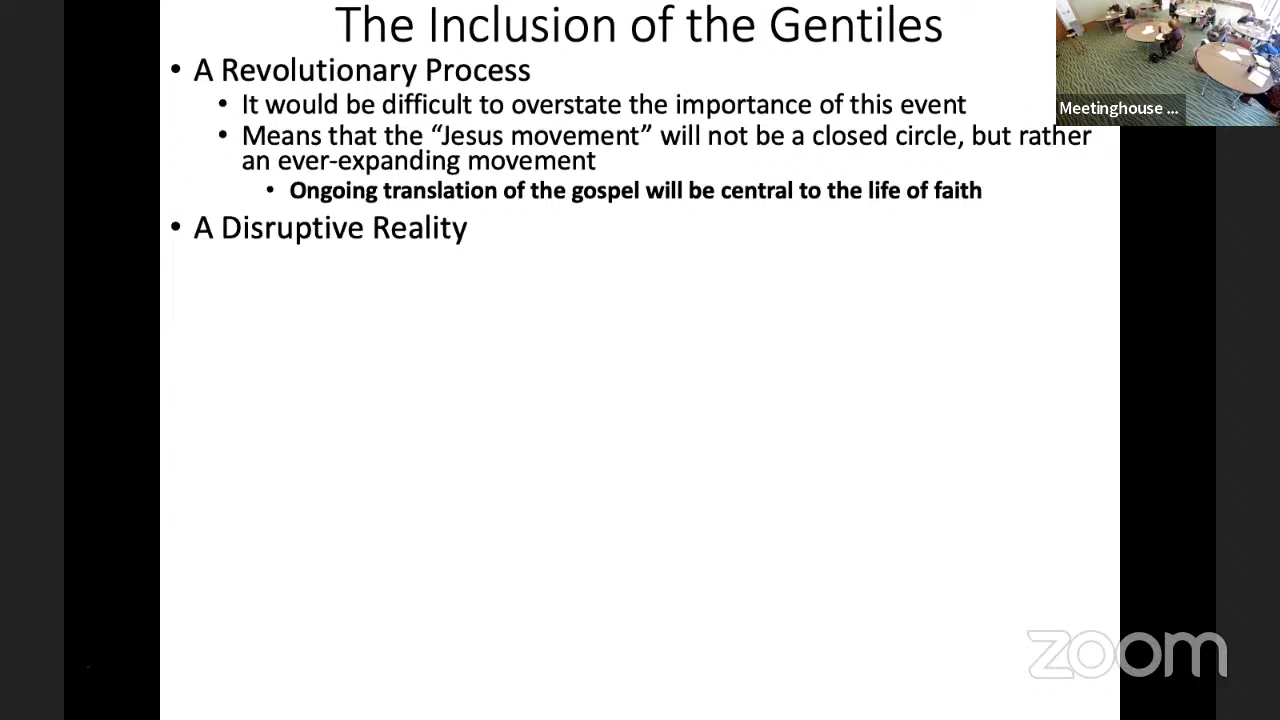 The Inclusion of the Gentiles
• A Revolutionary Process
• It would be difficult to overstate the importance of this event
• Means that the “Jesus movement” will not be a closed circle, but rather
an ever-expanding movement
• Ongoing translation of the gospel will be central to the life of faith
• A Disruptive Reality
Meetinghouse ...
zoom